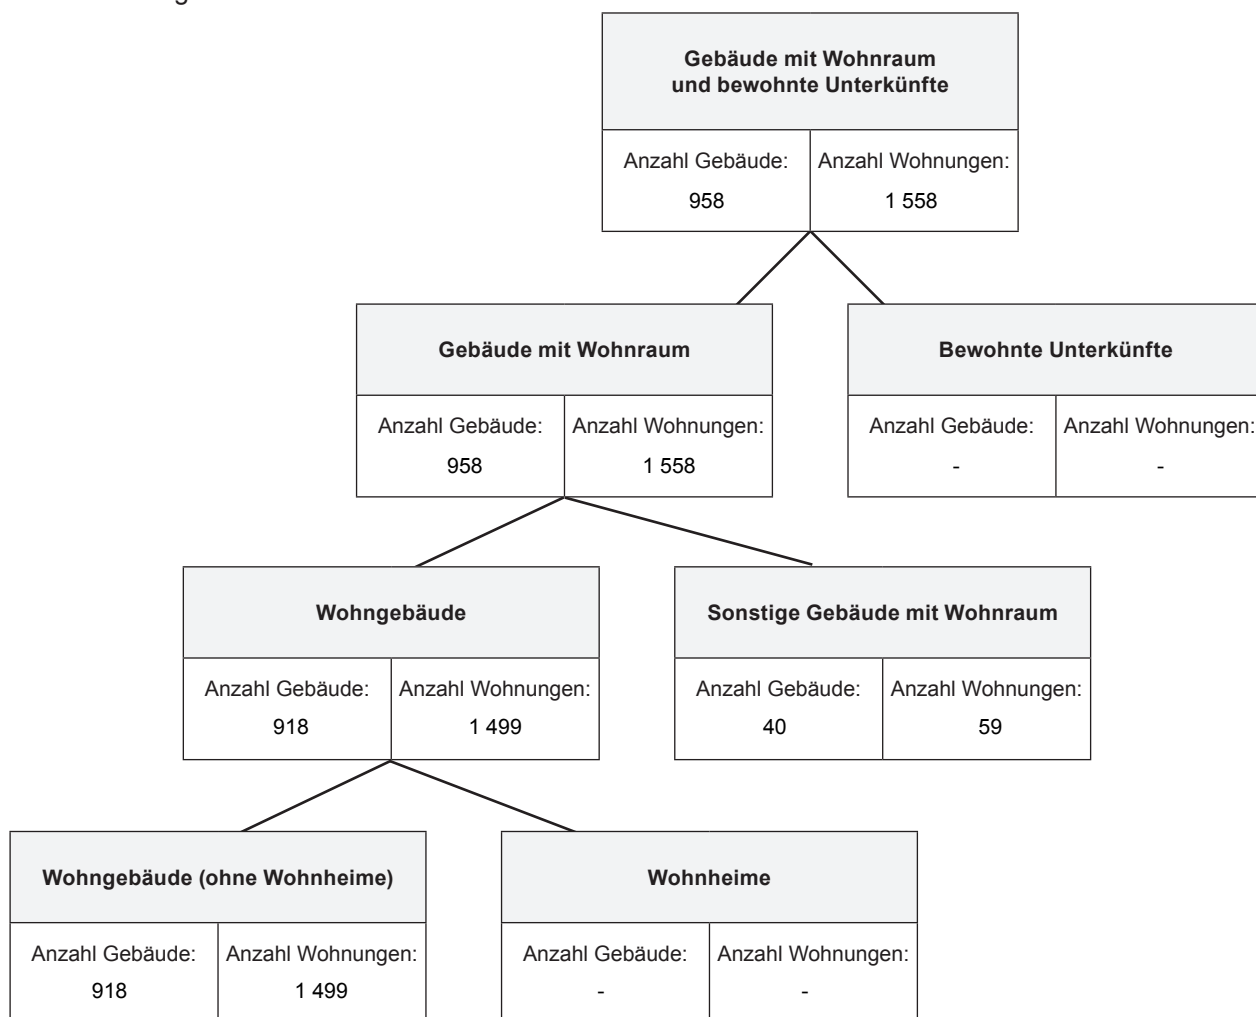 Gebäude mit Wohnraum
und bewohnte Unterkünfte
Anzahl Gebäude: Anzahl Wohnungen:
958 1 558
Gebäude mit Wohnraum
Anzahl Gebäude: Anzahl Wohnungen:
958 1 558
Bewohnte Unterkünfte
Anzahl Gebäude: Anzahl Wohnungen:
- -
Wohngebäude
Anzahl Gebäude: Anzahl Wohnungen:
918 1 499
Sonstige Gebäude mit Wohnraum
Anzahl Gebäude: Anzahl Wohnungen:
40 59
Wohngebäude (ohne Wohnheime)
Anzahl Gebäude: Anzahl Wohnungen:
918 1 499
Wohnheime
Anzahl Gebäude: Anzahl Wohnungen:
- -